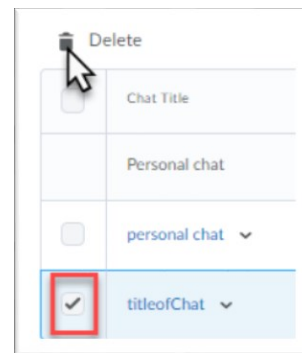 Delete
Chat Title
Personal chat
personal chat
titleofChat